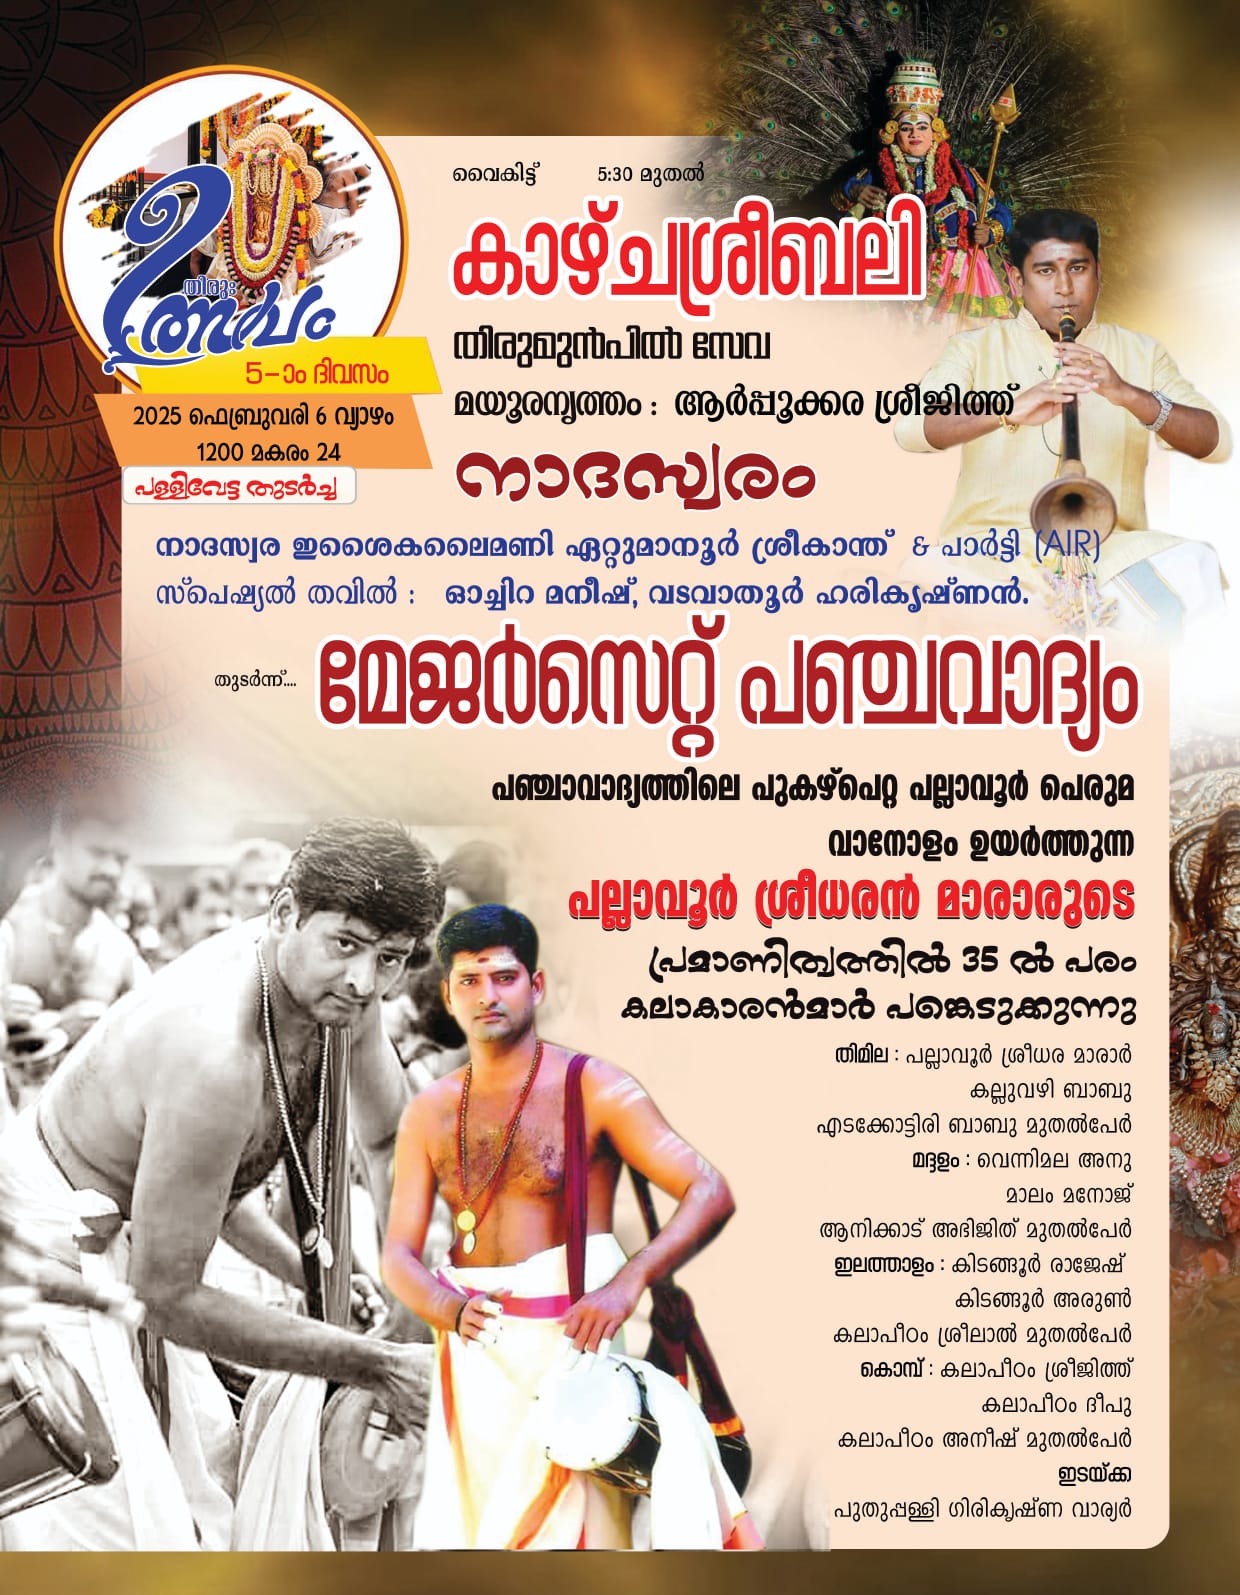 തിരുഃ
ഉത്സവം
5-ാം ദിവസം
2025 ഫെബ്രുവരി 6 വ്യാഴം
1200 മകരം 24
പള്ളിവേട്ട തുടർച്ച
വൈകിട്ട് 5:30 മുതൽ
കാഴ്ചശ്രീബലി
തിരുമുൻപിൽ സേവ
മയൂരനൃത്തം : ആർപ്പൂക്കര ശ്രീജിത്ത്
നാദസ്വരം
നാദസ്വര ഇശൈകലൈമണി ഏറ്റുമാനൂർ ശ്രീകാന്ത് & പാർട്ടി (AIR)
സ്പെഷ്യൽ തവിൽ : ഓച്ചിറ മനീഷ്, വടവാതൂർ ഹരികൃഷ്ണൻ.
തുടർന്ന്.... മേജർസെറ്റ് പഞ്ചവാദ്യം
പഞ്ചാവാദ്യത്തിലെ പുകഴ്പെറ്റ പല്ലാവൂർ പെരുമ
വാനോളം ഉയർത്തുന്ന
പല്ലാവൂർ ശ്രീധരൻ മാരാരുടെ
പ്രമാണിത്വത്തിൽ 35 ൽ പരം
കലാകാരൻമാർ പങ്കെടുക്കുന്നു
തിമില : പല്ലാവൂർ ശ്രീധര മാരാർ
കല്ലുവഴി ബാബു
എടക്കോട്ടിരി ബാബു മുതൽപേർ
മദ്ദളം : വെന്നിമല അനു
മാലം മനോജ്
ആനിക്കാട് അഭിജിത് മുതൽപേർ
ഇലത്താളം : കിടങ്ങൂർ രാജേഷ്
കിടങ്ങൂർ അരുൺ
കലാപീഠം ശ്രീലാൽ മുതൽപേർ
കൊമ്പ് : കലാപീഠം ശ്രീജിത്ത്
കലാപീഠം ദീപു
കലാപീഠം അനീഷ് മുതൽപേർ
ഇടയ്ക്ക
പുതുപ്പള്ളി ഗിരികൃഷ്ണ വാര്യർ